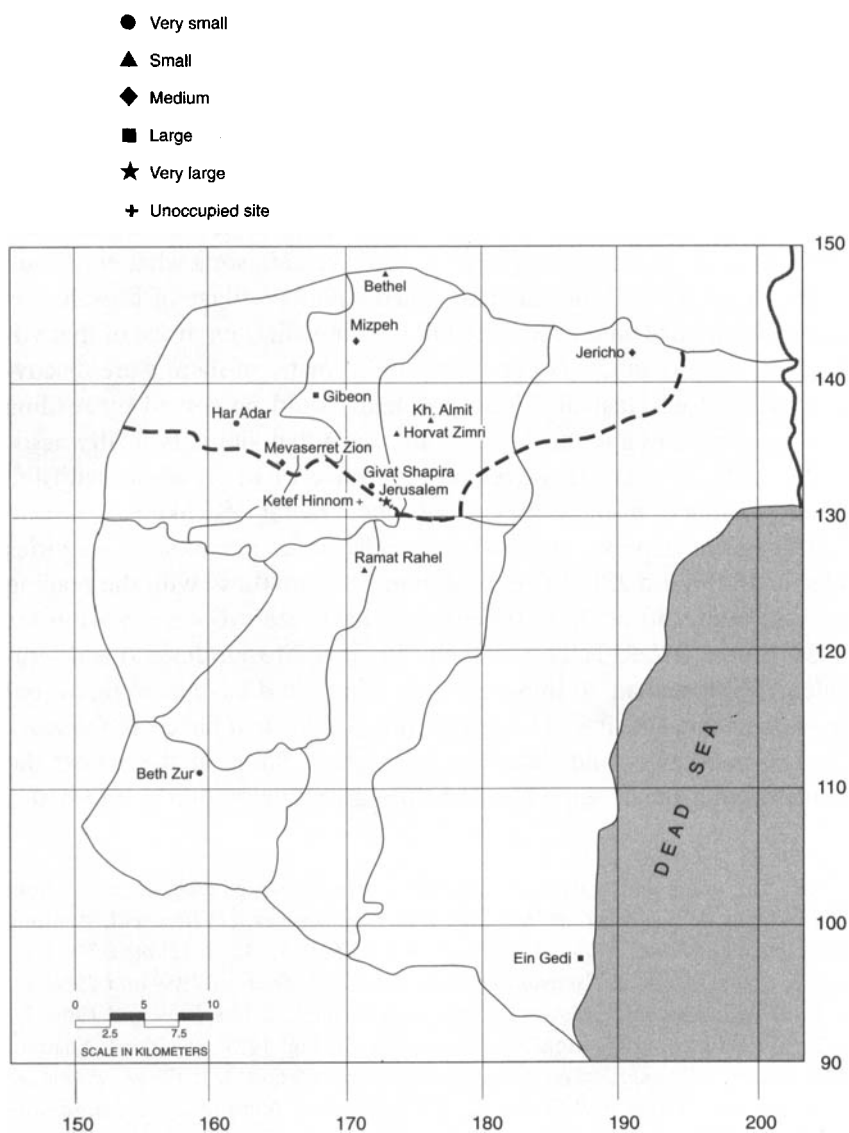 Very small
Small
Medium
Large
Very large
Unoccupied site
150
Bethel
Mizpeh
Jericho
140
Gibeon
Kh. Almit
Har Adar
Horvat Zimri
Mevaserret Zion
Givat Shapira
Jerusalem
Ketef Hinnom
130
Ramat Rahel
120
DEAD SEA
Beth Zur
110
100
Ein Gedi
0 5 10
2.5 7.5
SCALE IN KILOMETERS
90
150 160 170 180 190 200